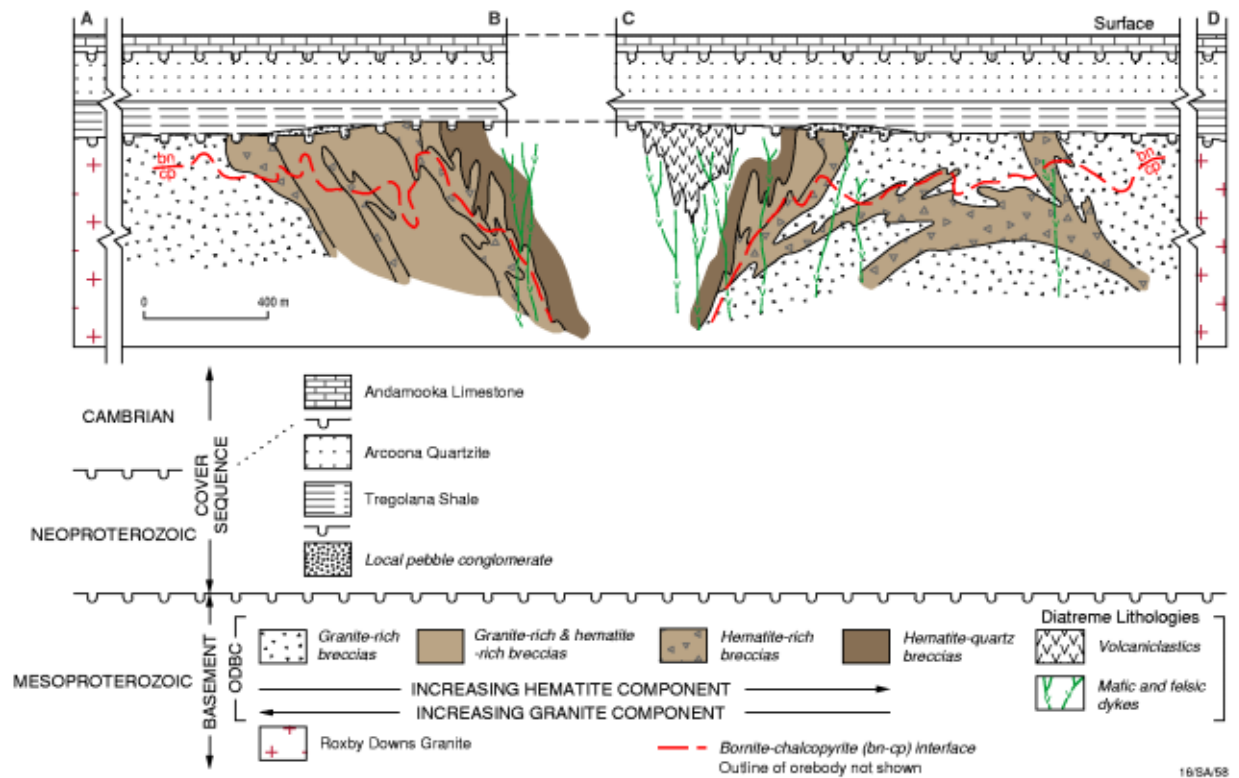 A
B
C
D
Surface
bn
cp
bn
cp
0
400 m
CAMBRIAN
NEOPROTEROZOIC
COVER
SEQUENCE
Andamooka Limestone
Arcoona Quartzite
Tregolana Shale
Local pebble conglomerate
MESOPROTEROZOIC
BASEMENT
ODBC
Granite-rich
breccias
Granite-rich & hematite
-rich breccias
Hematite-rich
breccias
Hematite-quartz
breccias
Diatreme Lithologies
Volcaniclastics
Mafic and felsic
dykes
INCREASING HEMATITE COMPONENT
INCREASING GRANITE COMPONENT
Roxby Downs Granite
Bornite-chalcopyrite (bn-cp) interface
Outline of orebody not shown
16/SA/58